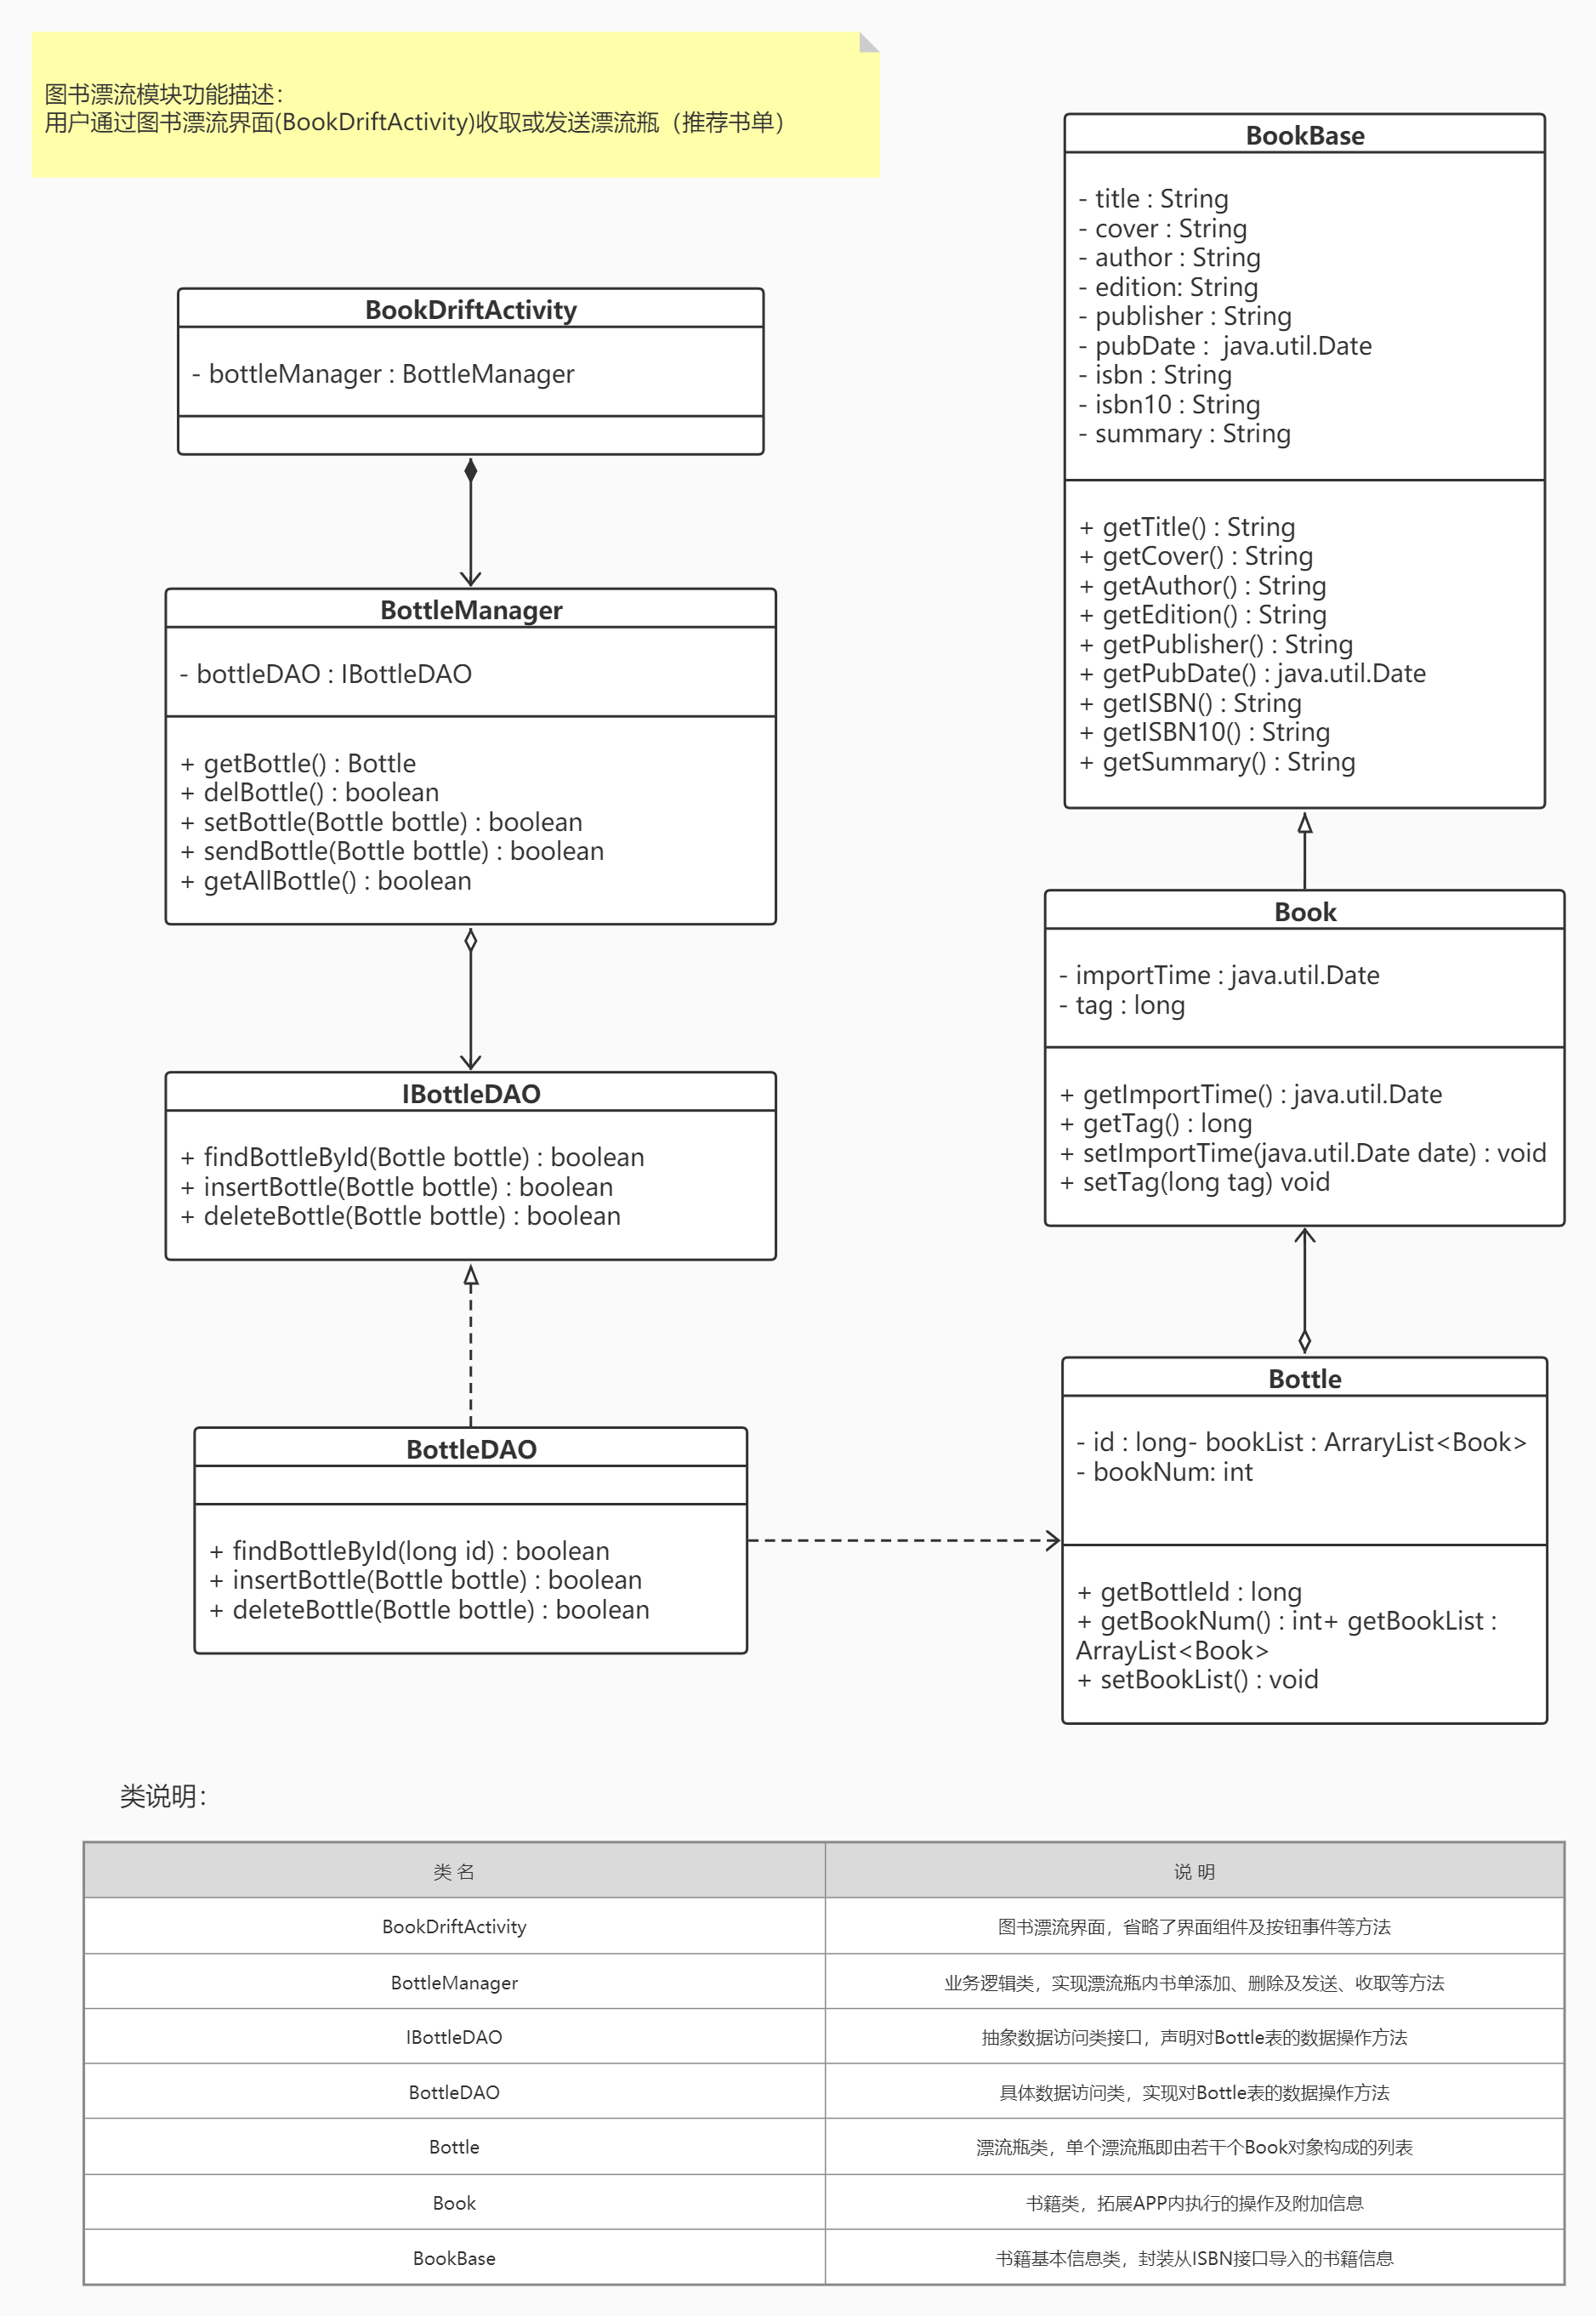 图书漂流模块功能描述：
用户通过图书漂流界面(BookDriftActivity)收取或发送漂流瓶（推荐书单）
BookDriftActivity
- bottleManager : BottleManager
BottleManager
- bottleDAO : IBottleDAO
+ getBottle() : Bottle
+ delBottle() : boolean
+ setBottle(Bottle bottle) : boolean
+ sendBottle(Bottle bottle) : boolean
+ getAllBottle() : boolean
IBottleDAO
+ findBottleById(Bottle bottle) : boolean
+ insertBottle(Bottle bottle) : boolean
+ deleteBottle(Bottle bottle) : boolean
BottleDAO
+ findBottleById(long id) : boolean
+ insertBottle(Bottle bottle) : boolean
+ deleteBottle(Bottle bottle) : boolean
BookBase
- title : String
- cover : String
- author : String
- edition: String
- publisher : String
- pubDate :  java.util.Date
- isbn : String
- isbn10 : String
- summary : String
+ getTitle() : String
+ getCover() : String
+ getAuthor() : String
+ getEdition() : String
+ getPublisher() : String
+ getPubDate() : java.util.Date
+ getISBN() : String
+ getISBN10() : String
+ getSummary() : String
Book
- importTime : java.util.Date
- tag : long
+ getImportTime() : java.util.Date
+ getTag() : long
+ setImportTime(java.util.Date date) : void
+ setTag(long tag) void
Bottle
- id : long- bookList : ArraryList<Book>
- bookNum: int
+ getBottleId : long
+ getBookNum() : int+ getBookList :
ArrayList<Book>
+ setBookList() : void
类说明：
类 名 说 明
BookDriftActivity 图书漂流界面，省略了界面组件及按钮事件等方法
BottleManager 业务逻辑类，实现漂流瓶内书单添加、删除及发送、收取等方法
IBottleDAO 抽象数据访问类接口，声明对Bottle表的数据操作方法
BottleDAO 具体数据访问类，实现对Bottle表的数据操作方法
Bottle 漂流瓶类，单个漂流瓶即由若干个Book对象构成的列表
Book 书籍类，拓展APP内执行的操作及附加信息
BookBase 书籍基本信息类，封装从ISBN接口导入的书籍信息